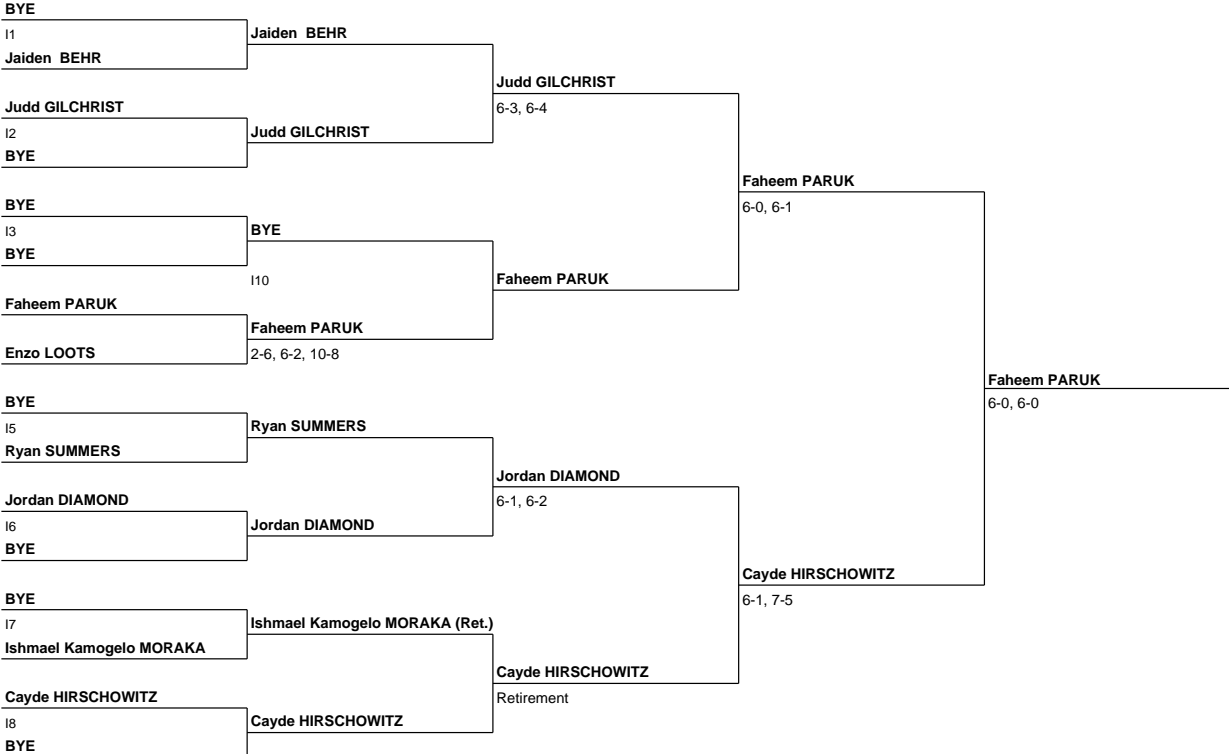 BYE
I1
Jaiden BEHR
Judd GILCHRIST
I2
BYE
BYE
I3
BYE
Faheem PARUK
Enzo LOOTS
BYE
I5
Ryan SUMMERS
Jordan DIAMOND
I6
BYE
BYE
I7
Ishmael Kamogelo MORAKA
Cayde HIRSCHOWITZ
I8
BYE
Jaiden BEHR
Judd GILCHRIST
BYE
I10
Faheem PARUK
2-6, 6-2, 10-8
Ryan SUMMERS
Jordan DIAMOND
Ishmael Kamogelo MORAKA (Ret.)
Cayde HIRSCHOWITZ
Judd GILCHRIST
6-3, 6-4
Faheem PARUK
Jordan DIAMOND
6-1, 6-2
Cayde HIRSCHOWITZ
Retirement
Faheem PARUK
6-0, 6-1
Cayde HIRSCHOWITZ
6-1, 7-5
Faheem PARUK
6-0, 6-0